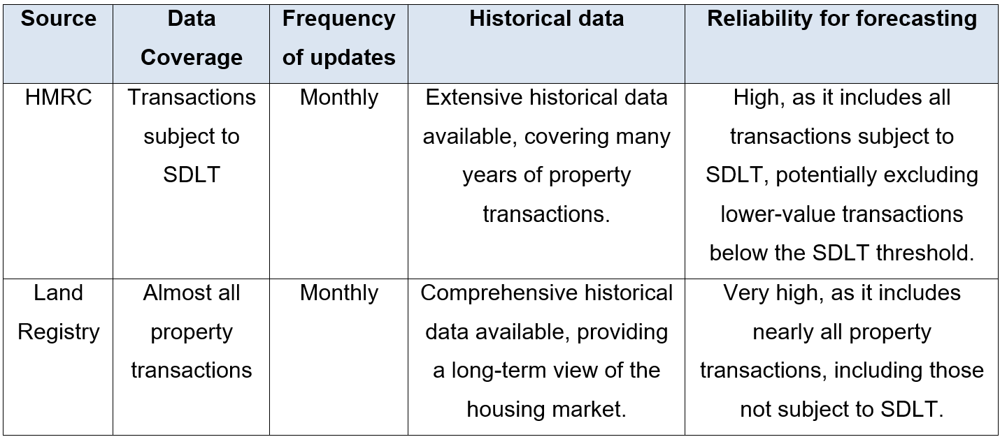 Source
Data
Coverage
Frequency
of updates
Historical data
Reliability for forecasting
HMRC
Transactions
subject to
SDLT
Monthly
Extensive historical data
available, covering many
years of property
transactions.
High, as it includes all
transactions subject to
SDLT, potentially excluding
lower-value transactions
below the SDLT threshold.
Land
Registry
Almost all
property
transactions
Monthly
Comprehensive historical
data available, providing
a long-term view of the
housing market.
Very high, as it includes
nearly all property
transactions, including those
not subject to SDLT.